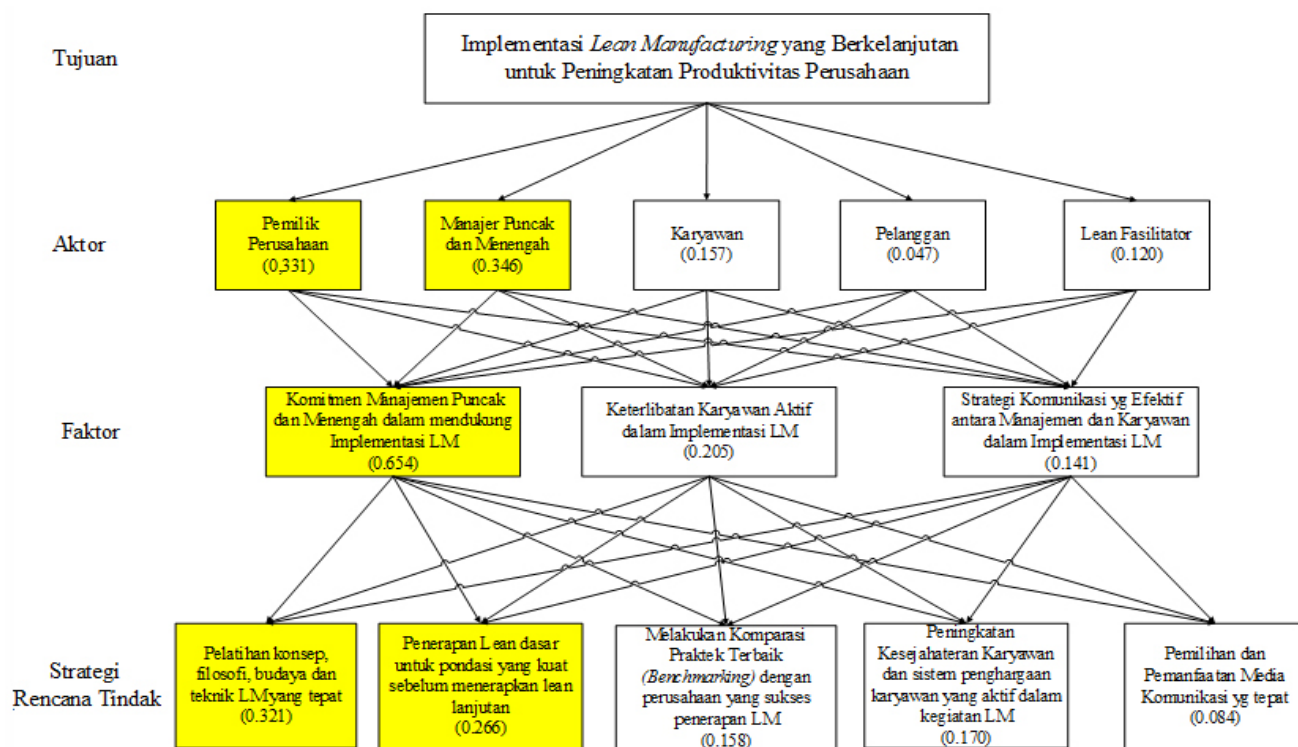 Tujuan
Implementasi Lean Manufacturing yang Berkelanjutan
untuk Peningkatan Produktivitas Perusahaan
Aktor
Pemilik
Perusahaan
(0,331)
Manajer Puncak
dan Menengah
(0.346)
Karyawan
(0.157)
Pelanggan
(0.047)
Lean Fasilitator
(0.120)
Faktor
Komitmen Manajemen Puncak
dan Menengah dalam mendukung
Implementasi LM
(0.654)
Keterlibatan Karyawan Aktif
dalam Implementasi LM
(0.205)
Strategi Komunikasi yg Efektif
antara Manajemen dan Karyawan
dalam Implementasi LM
(0.141)
Strategi
Rencana Tindak
Pelatihan konsep,
filosofi, budaya dan
teknik LMyang tepat
(0.321)
Penerapan Lean dasar
untuk pondasi yang kuat
sebelum menerapkan lean
lanjutan
(0.266)
Melakukan Komparasi
Praktek Terbaik
(Benchmarking) dengan
perusahaan yang sukses
penerapan LM
(0.158)
Peningkatan
Kesejahateran Karyawan
dan sistem penghargaan
karyawan yang aktif dalam
kegiatan LM
(0.170)
Pemilihan dan
Pemanfaatan Media
Komunikasi yg tepat
(0.084)